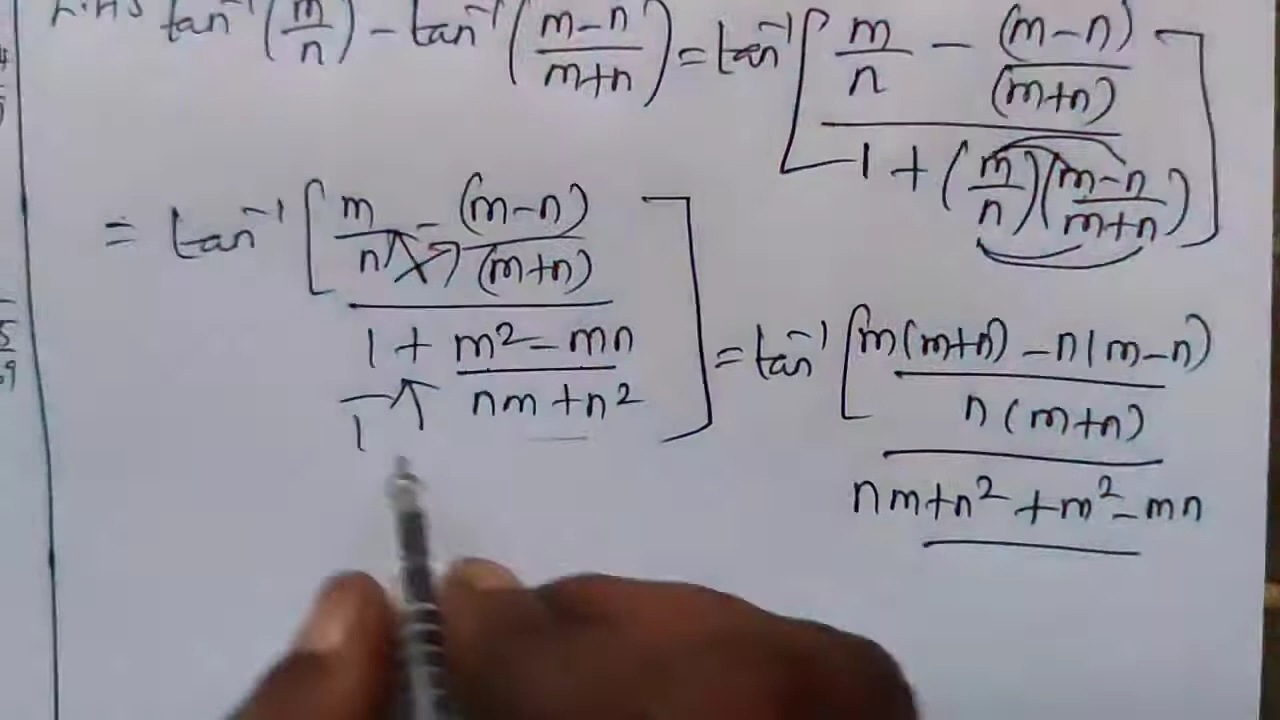 L.H.S tan⁻¹(m/n) - tan⁻¹((m-n)/(m+n)) = tan⁻¹[(m/n - (m-n)/(m+n))/(1+(m/n)((m-n)/(m+n)))]
= tan⁻¹[(m/n - (m-n)/(m+n))/(1/1 + (m²-mn)/(nm+n²))] = tan⁻¹[((m(m+n) - n(m-n))/(n(m+n)))/(nm+n²+m²-mn)